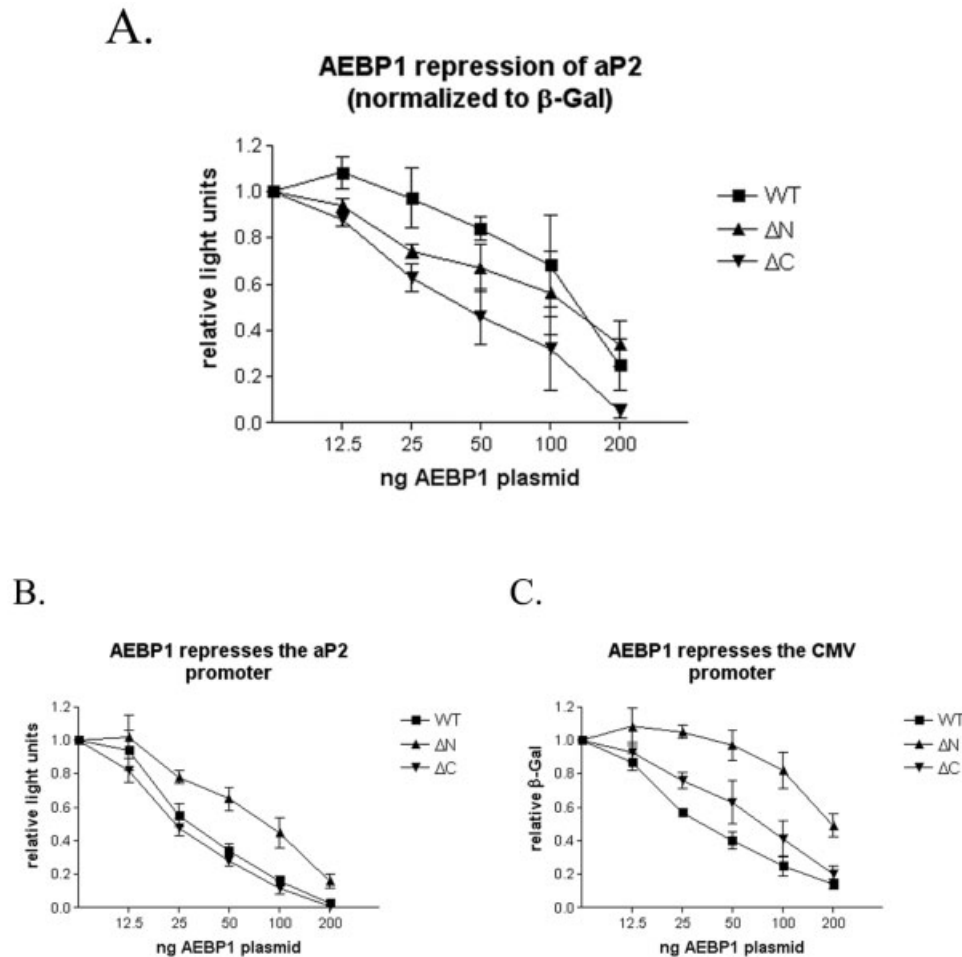 A.
AEBP1 repression of aP2
(normalized to β-Gal)
relative light units
1.2
1.0
0.8
0.6
0.4
0.2
0.0
12.5 25 50 100 200
ng AEBP1 plasmid
WT
ΔN
ΔC
B.
AEBP1 represses the aP2
promoter
relative light units
1.2
1.0
0.8
0.6
0.4
0.2
0.0
12.5 25 50 100 200
ng AEBP1 plasmid
WT
ΔN
ΔC
C.
AEBP1 represses the CMV
promoter
relative β-Gal
1.2
1.0
0.8
0.6
0.4
0.2
0.0
12.5 25 50 100 200
ng AEBP1 plasmid
WT
ΔN
ΔC